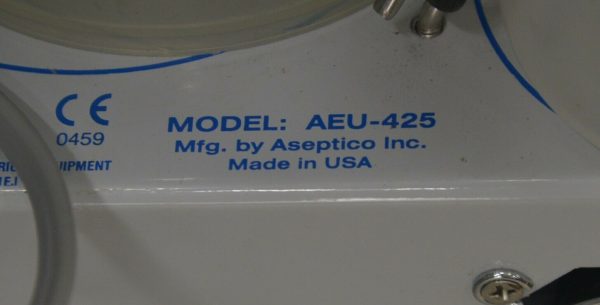 CE
0459
MODEL: AEU-425
Mfg. by Aseptico Inc.
Made in USA